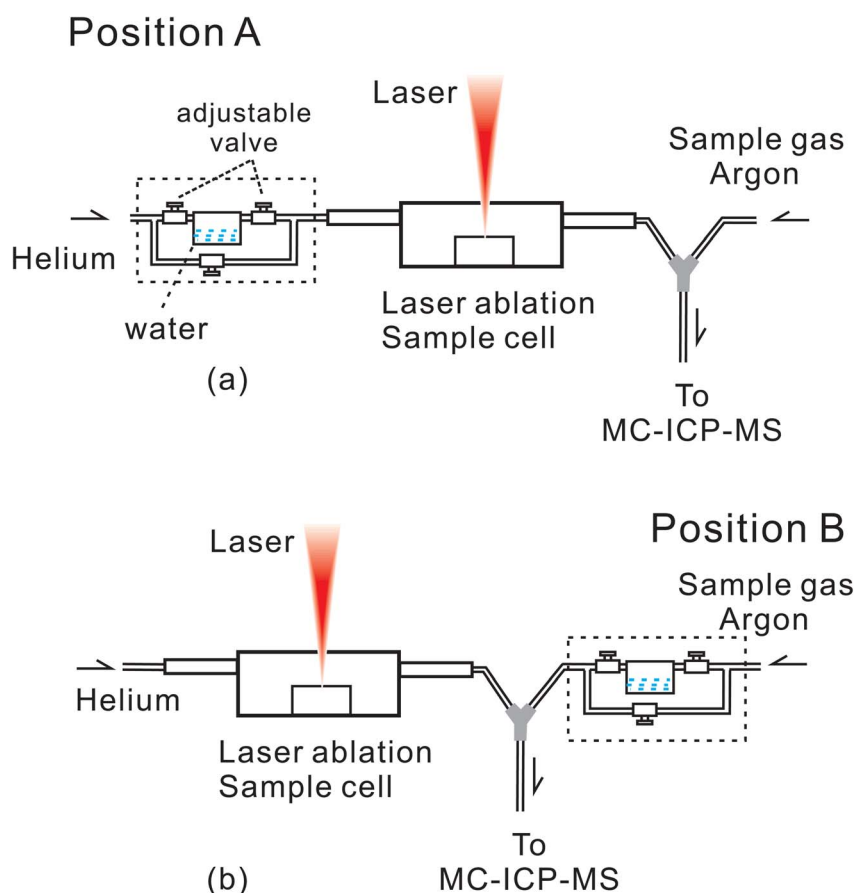 Position A
Laser
adjustable
valve
Sample gas
Argon
Helium
water
Laser ablation
Sample cell
(a)
To
MC-ICP-MS
Position B
Laser
Sample gas
Argon
Helium
Laser ablation
Sample cell
To
MC-ICP-MS
(b)